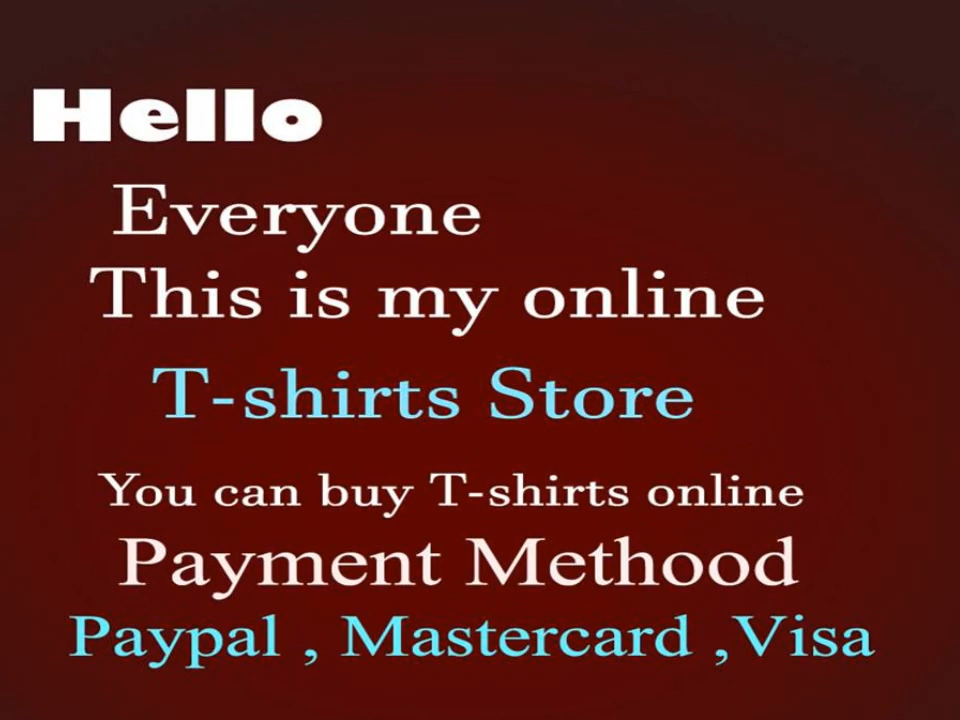 Hello
Everyone
This is my online
T-shirts Store
You can buy T-shirts online
Payment Methood
Paypal , Mastercard ,Visa